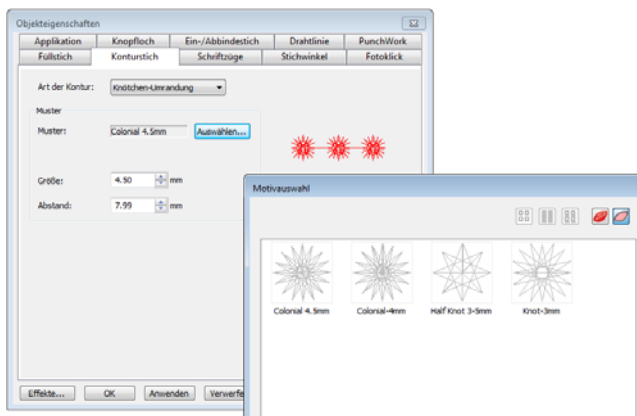 Objekteigenschaften
Applikation Knopfloch Ein-/Abbindestich Drahtlinie PunchWork
Füllstich Konturstich Schriftzüge Stichwinkel Fotoklick
Art der Kontur: Knötchen-Umrandung
Muster
Muster: Colonial 4.5mm Auswählen...
Größe: 4.50 mm
Abstand: 7.99 mm
Motivauswahl
Colonial 4.5mm Colonial-4mm Half Knot 3-5mm Knot-3mm
Effekte... OK Anwenden Verwerfe